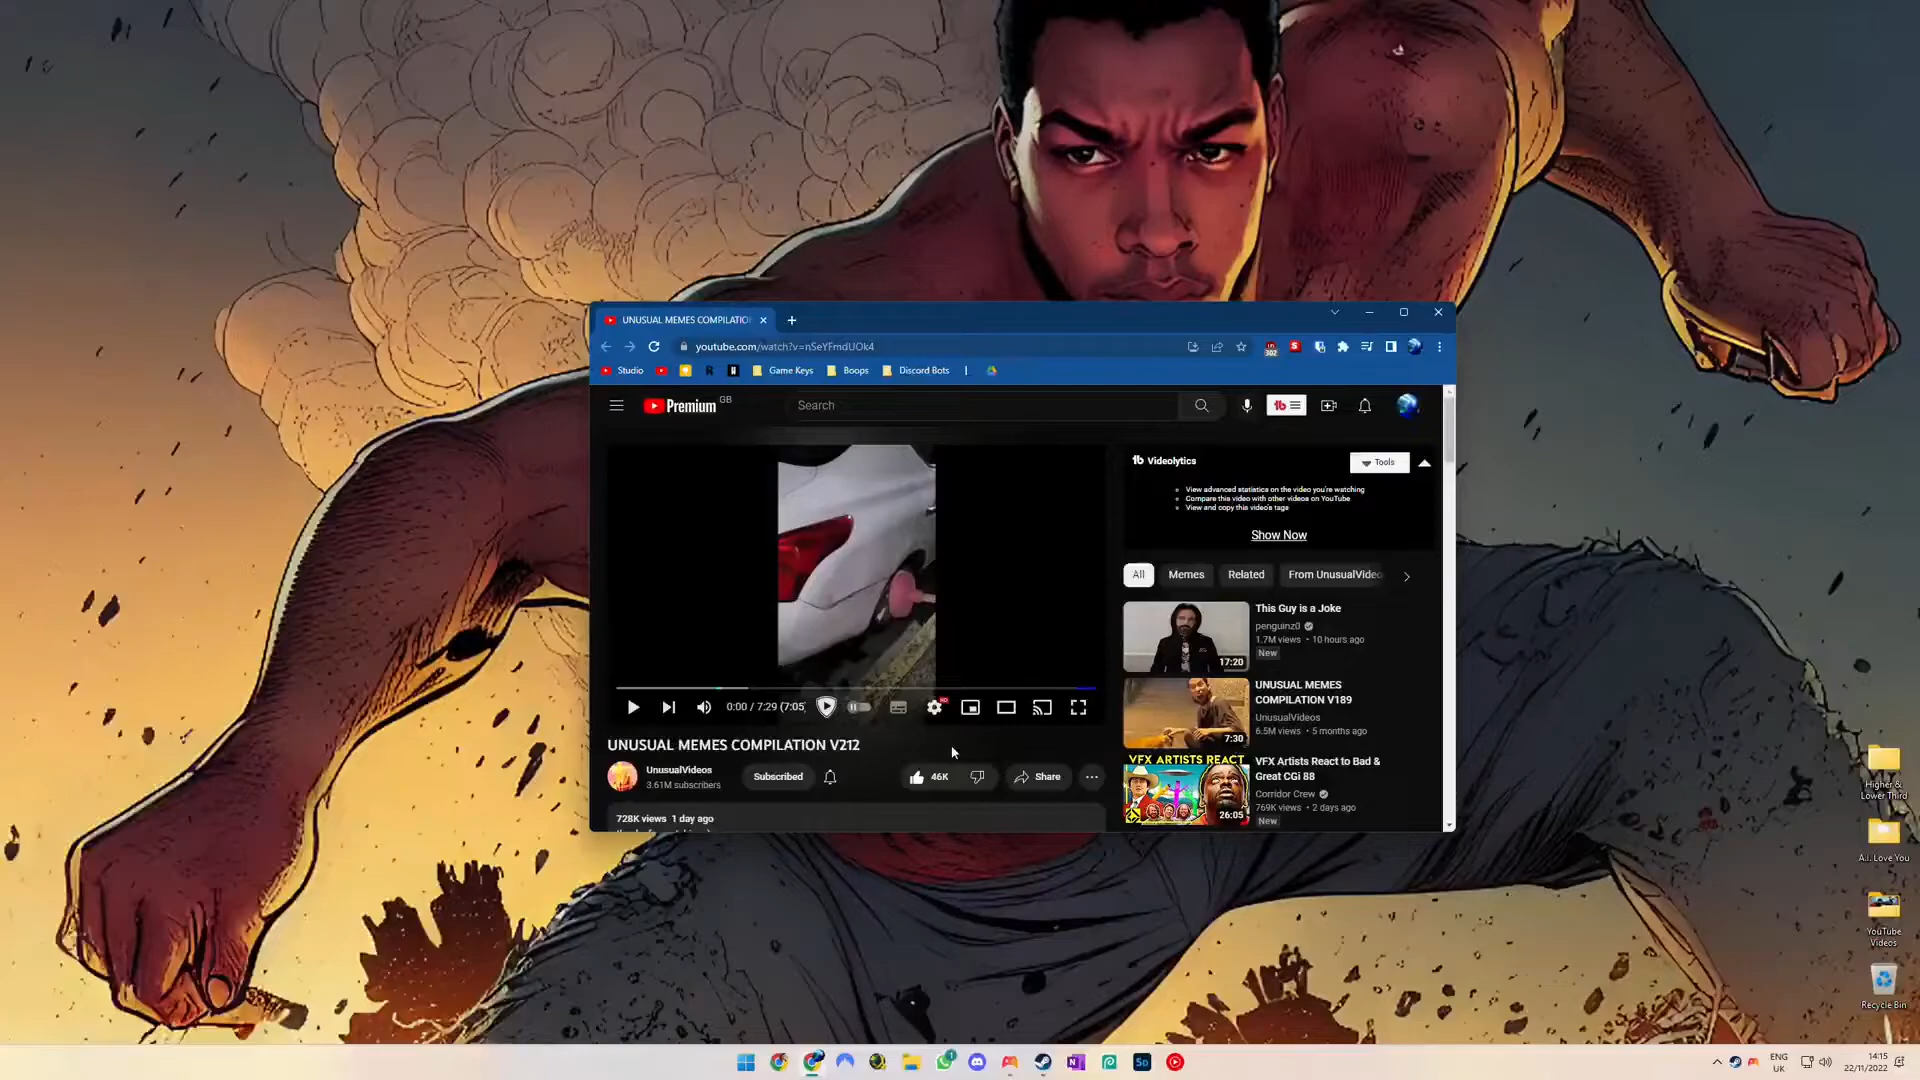 UNUSUAL MEMES COMPILATIO
youtube.com/watch?v=nSeYFmdUOk4
302
S
Studio
Game Keys
Boops
Discord Bots
Premium
GB
Search
Videolytics
Tools
View advanced statistics on the video you're watching
Compare this video with other videos on YouTube
View and copy this video's tags
Show Now
All
Memes
Related
From UnusualVideo
This Guy is a Joke
penguinz0
1.7M views • 10 hours ago
New
17:20
UNUSUAL MEMES
COMPILATION V189
UnusualVideos
6.5M views • 5 months ago
7:30
VFX ARTISTS REACT
VFX Artists React to Bad &
Great CGi 88
Corridor Crew
769K views • 2 days ago
New
26:05
0:00 / 7:29 (7:05)
HD
UNUSUAL MEMES COMPILATION V212
UnusualVideos
3.61M subscribers
Subscribed
46K
Share
728K views 1 day ago
Higher &
Lower Third
A.I. Love You
YouTube
Videos
Recycle Bin
ENG
UK
14:15
22/11/2022